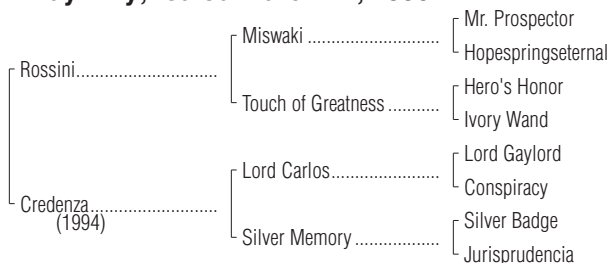 Mr. Prospector
Miswaki
Hopespringseternal
Rossini
Hero's Honor
Touch of Greatness
Ivory Wand
Lord Gaylord
Lord Carlos
Conspiracy
Credenza
(1994)
Silver Badge
Silver Memory
Jurisprudencia